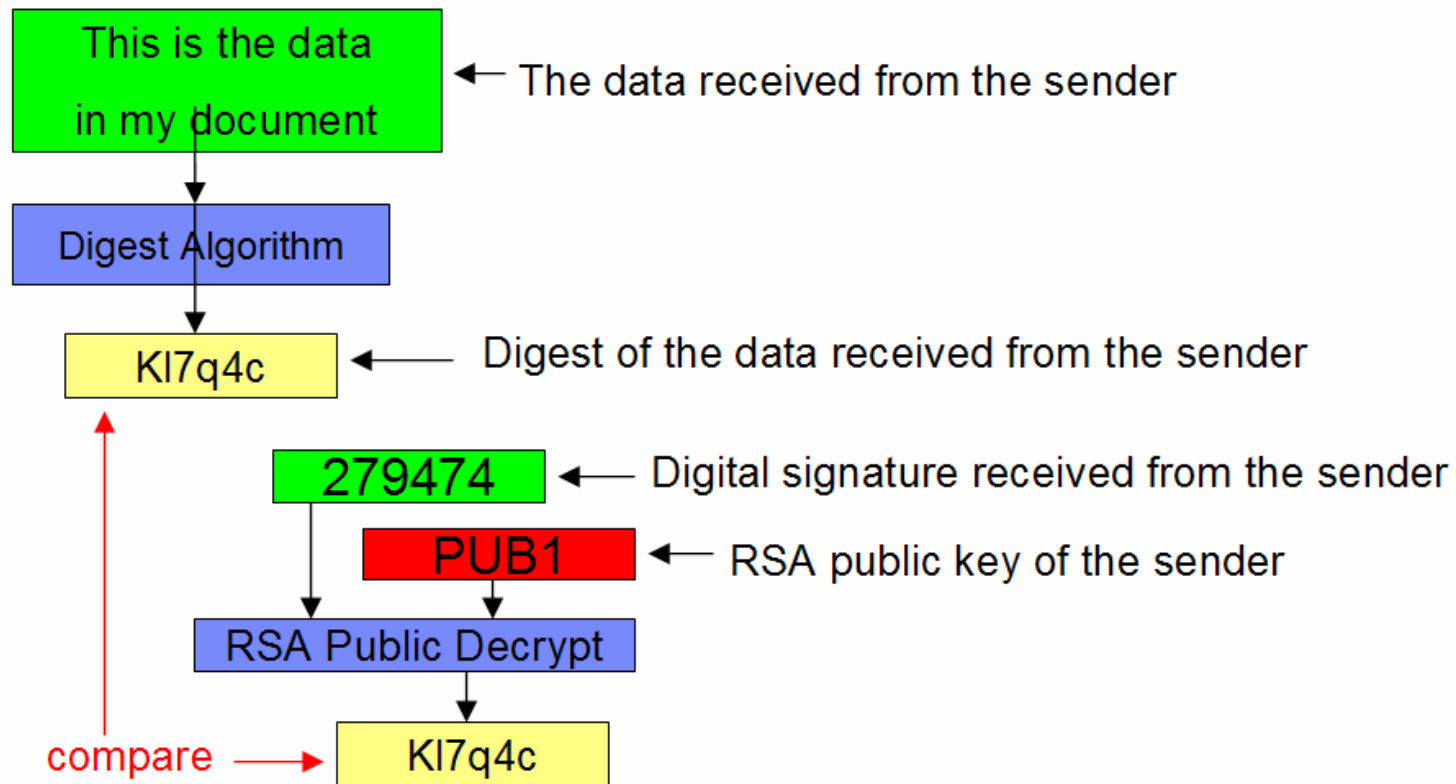 This is the data
in my document
The data received from the sender
Digest Algorithm
Kl7q4c
Digest of the data received from the sender
279474
Digital signature received from the sender
PUB1
RSA public key of the sender
RSA Public Decrypt
compare
Kl7q4c